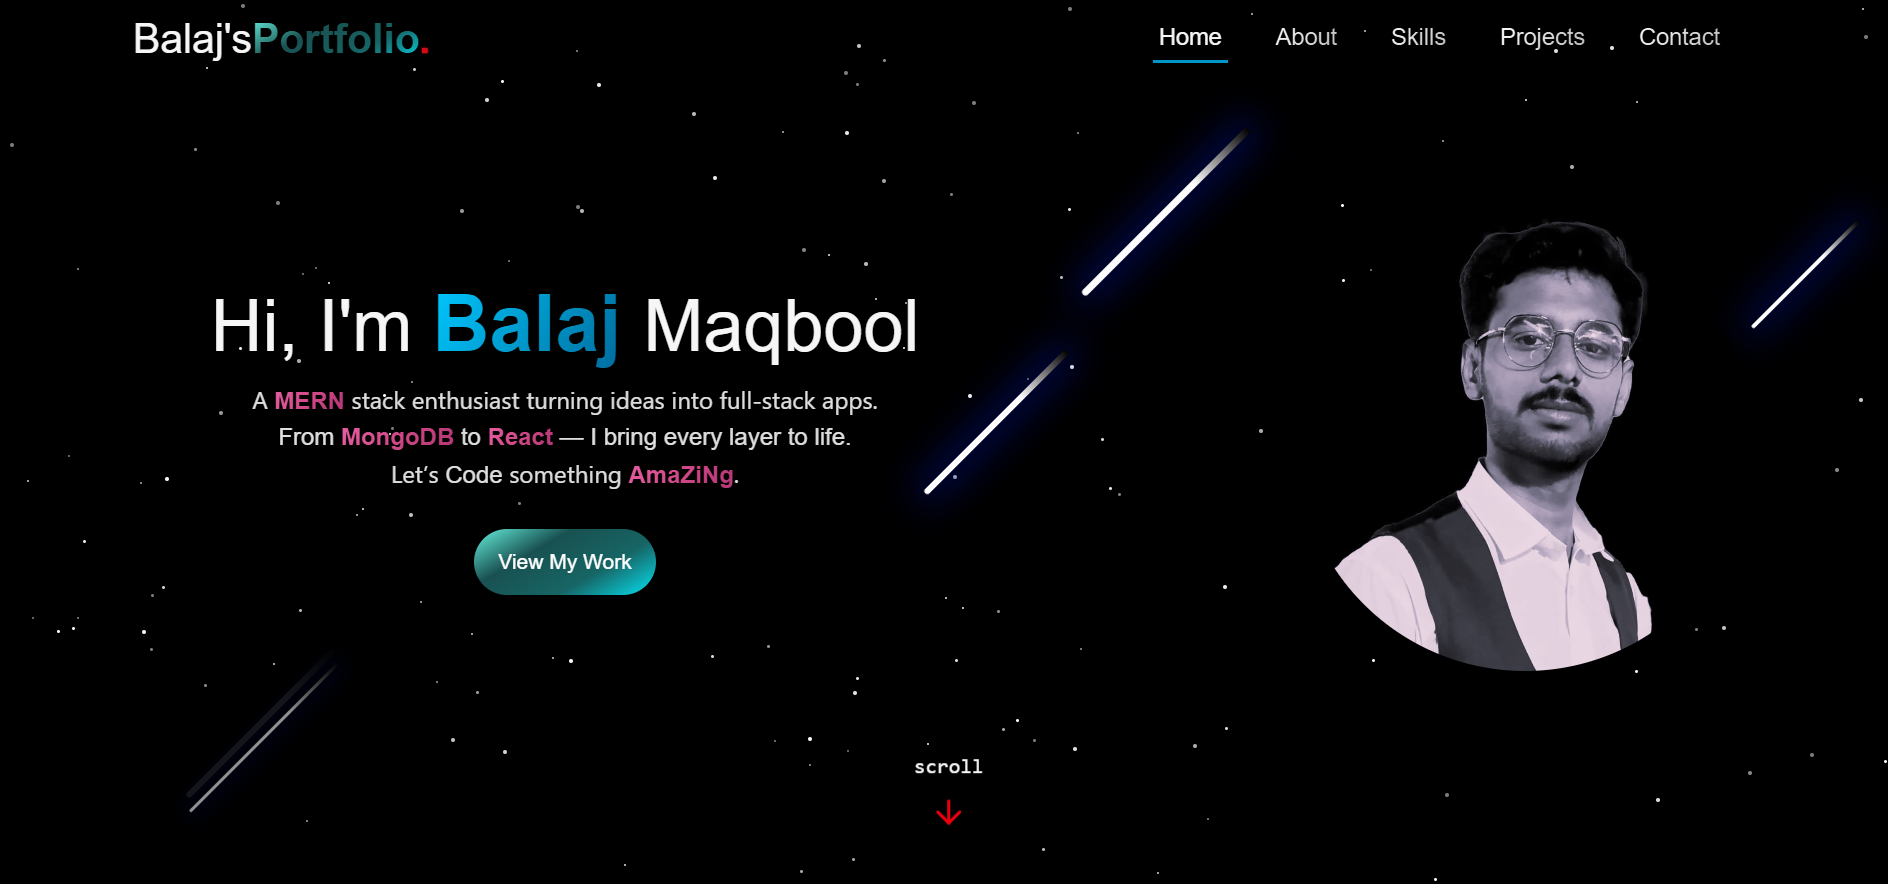 Balaj'sPortfolio.
Home About Skills Projects Contact
Hi, I'm Balaj Maqbool
A MERN stack enthusiast turning ideas into full-stack apps.
From MongoDB to React — I bring every layer to life.
Let’s Code something AmaZiNg.
View My Work
scroll